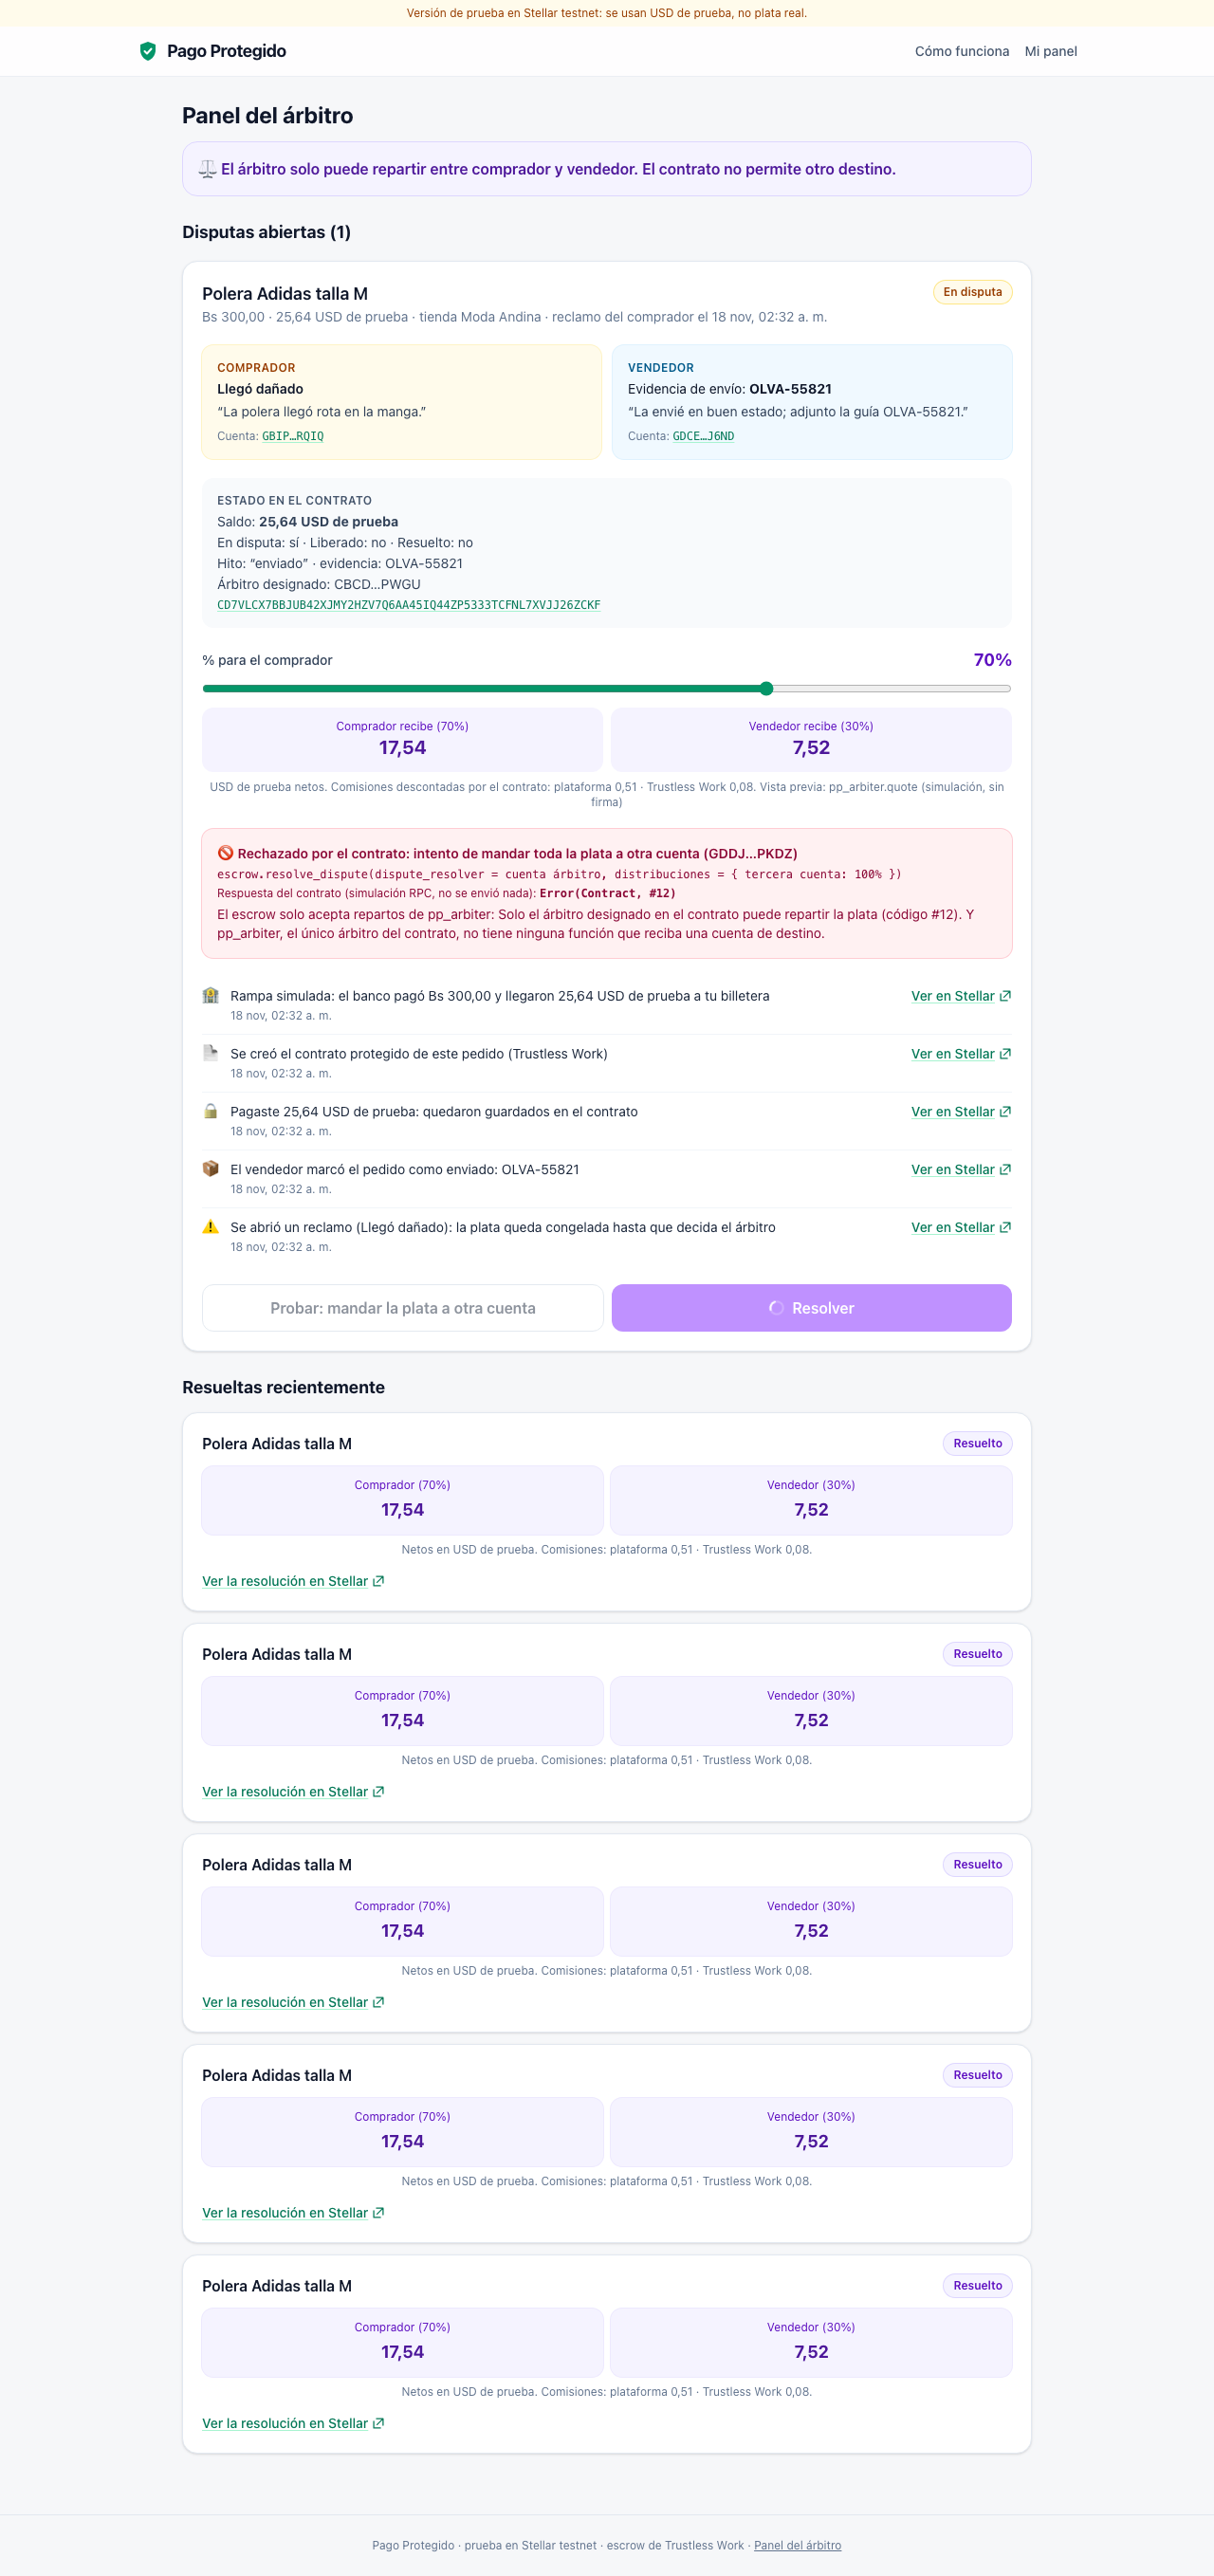 Versión de prueba en Stellar testnet: se usan USD de prueba, no plata real.
Pago Protegido
Cómo funciona
Mi panel
Panel del árbitro
El árbitro solo puede repartir entre comprador y vendedor. El contrato no permite otro destino.
Disputas abiertas (1)
Polera Adidas talla M
En disputa
Bs 300,00 · 25,64 USD de prueba · tienda Moda Andina · reclamo del comprador el 18 nov, 02:32 a. m.
COMPRADOR
Llegó dañado
“La polera llegó rota en la manga.”
Cuenta: GBIP…RQIQ
VENDEDOR
Evidencia de envío: OLVA-55821
“La envié en buen estado; adjunto la guía OLVA-55821.”
Cuenta: GDCE…J6ND
ESTADO EN EL CONTRATO
Saldo: 25,64 USD de prueba
En disputa: sí · Liberado: no · Resuelto: no
Hito: “enviado” · evidencia: OLVA-55821
Árbitro designado: CBCD…PWGU
CD7VLCX7BBJUB42XJMY2HZV7Q6AA45IQ44ZP5333TCFNL7XVJJ26ZCKF
% para el comprador
70%
Comprador recibe (70%)
17,54
Vendedor recibe (30%)
7,52
USD de prueba netos. Comisiones descontadas por el contrato: plataforma 0,51 · Trustless Work 0,08. Vista previa: pp_arbiter.quote (simulación, sin
firma)
Rechazado por el contrato: intento de mandar toda la plata a otra cuenta (GDDJ…PKDZ)
escrow.resolve_dispute(dispute_resolver = cuenta árbitro, distribuciones = { tercera cuenta: 100% })
Respuesta del contrato (simulación RPC, no se envió nada): Error(Contract, #12)
El escrow solo acepta repartos de pp_arbiter: Solo el árbitro designado en el contrato puede repartir la plata (código #12). Y
pp_arbiter, el único árbitro del contrato, no tiene ninguna función que reciba una cuenta de destino.
Rampa simulada: el banco pagó Bs 300,00 y llegaron 25,64 USD de prueba a tu billetera
Ver en Stellar
18 nov, 02:32 a. m.
Se creó el contrato protegido de este pedido (Trustless Work)
Ver en Stellar
18 nov, 02:32 a. m.
Pagaste 25,64 USD de prueba: quedaron guardados en el contrato
Ver en Stellar
18 nov, 02:32 a. m.
El vendedor marcó el pedido como enviado: OLVA-55821
Ver en Stellar
18 nov, 02:32 a. m.
Se abrió un reclamo (Llegó dañado): la plata queda congelada hasta que decida el árbitro
Ver en Stellar
18 nov, 02:32 a. m.
Probar: mandar la plata a otra cuenta
Resolver
Resueltas recientemente
Polera Adidas talla M
Resuelto
Comprador (70%)
17,54
Vendedor (30%)
7,52
Netos en USD de prueba. Comisiones: plataforma 0,51 · Trustless Work 0,08.
Ver la resolución en Stellar
Polera Adidas talla M
Resuelto
Comprador (70%)
17,54
Vendedor (30%)
7,52
Netos en USD de prueba. Comisiones: plataforma 0,51 · Trustless Work 0,08.
Ver la resolución en Stellar
Polera Adidas talla M
Resuelto
Comprador (70%)
17,54
Vendedor (30%)
7,52
Netos en USD de prueba. Comisiones: plataforma 0,51 · Trustless Work 0,08.
Ver la resolución en Stellar
Polera Adidas talla M
Resuelto
Comprador (70%)
17,54
Vendedor (30%)
7,52
Netos en USD de prueba. Comisiones: plataforma 0,51 · Trustless Work 0,08.
Ver la resolución en Stellar
Polera Adidas talla M
Resuelto
Comprador (70%)
17,54
Vendedor (30%)
7,52
Netos en USD de prueba. Comisiones: plataforma 0,51 · Trustless Work 0,08.
Ver la resolución en Stellar
Pago Protegido · prueba en Stellar testnet · escrow de Trustless Work · Panel del árbitro